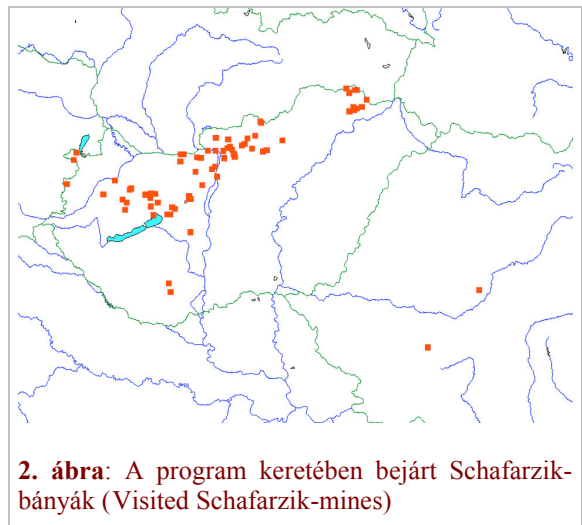 2. ábra: A program keretében bejárt Schafarzik-
bányák (Visited Schafarzik-mines)